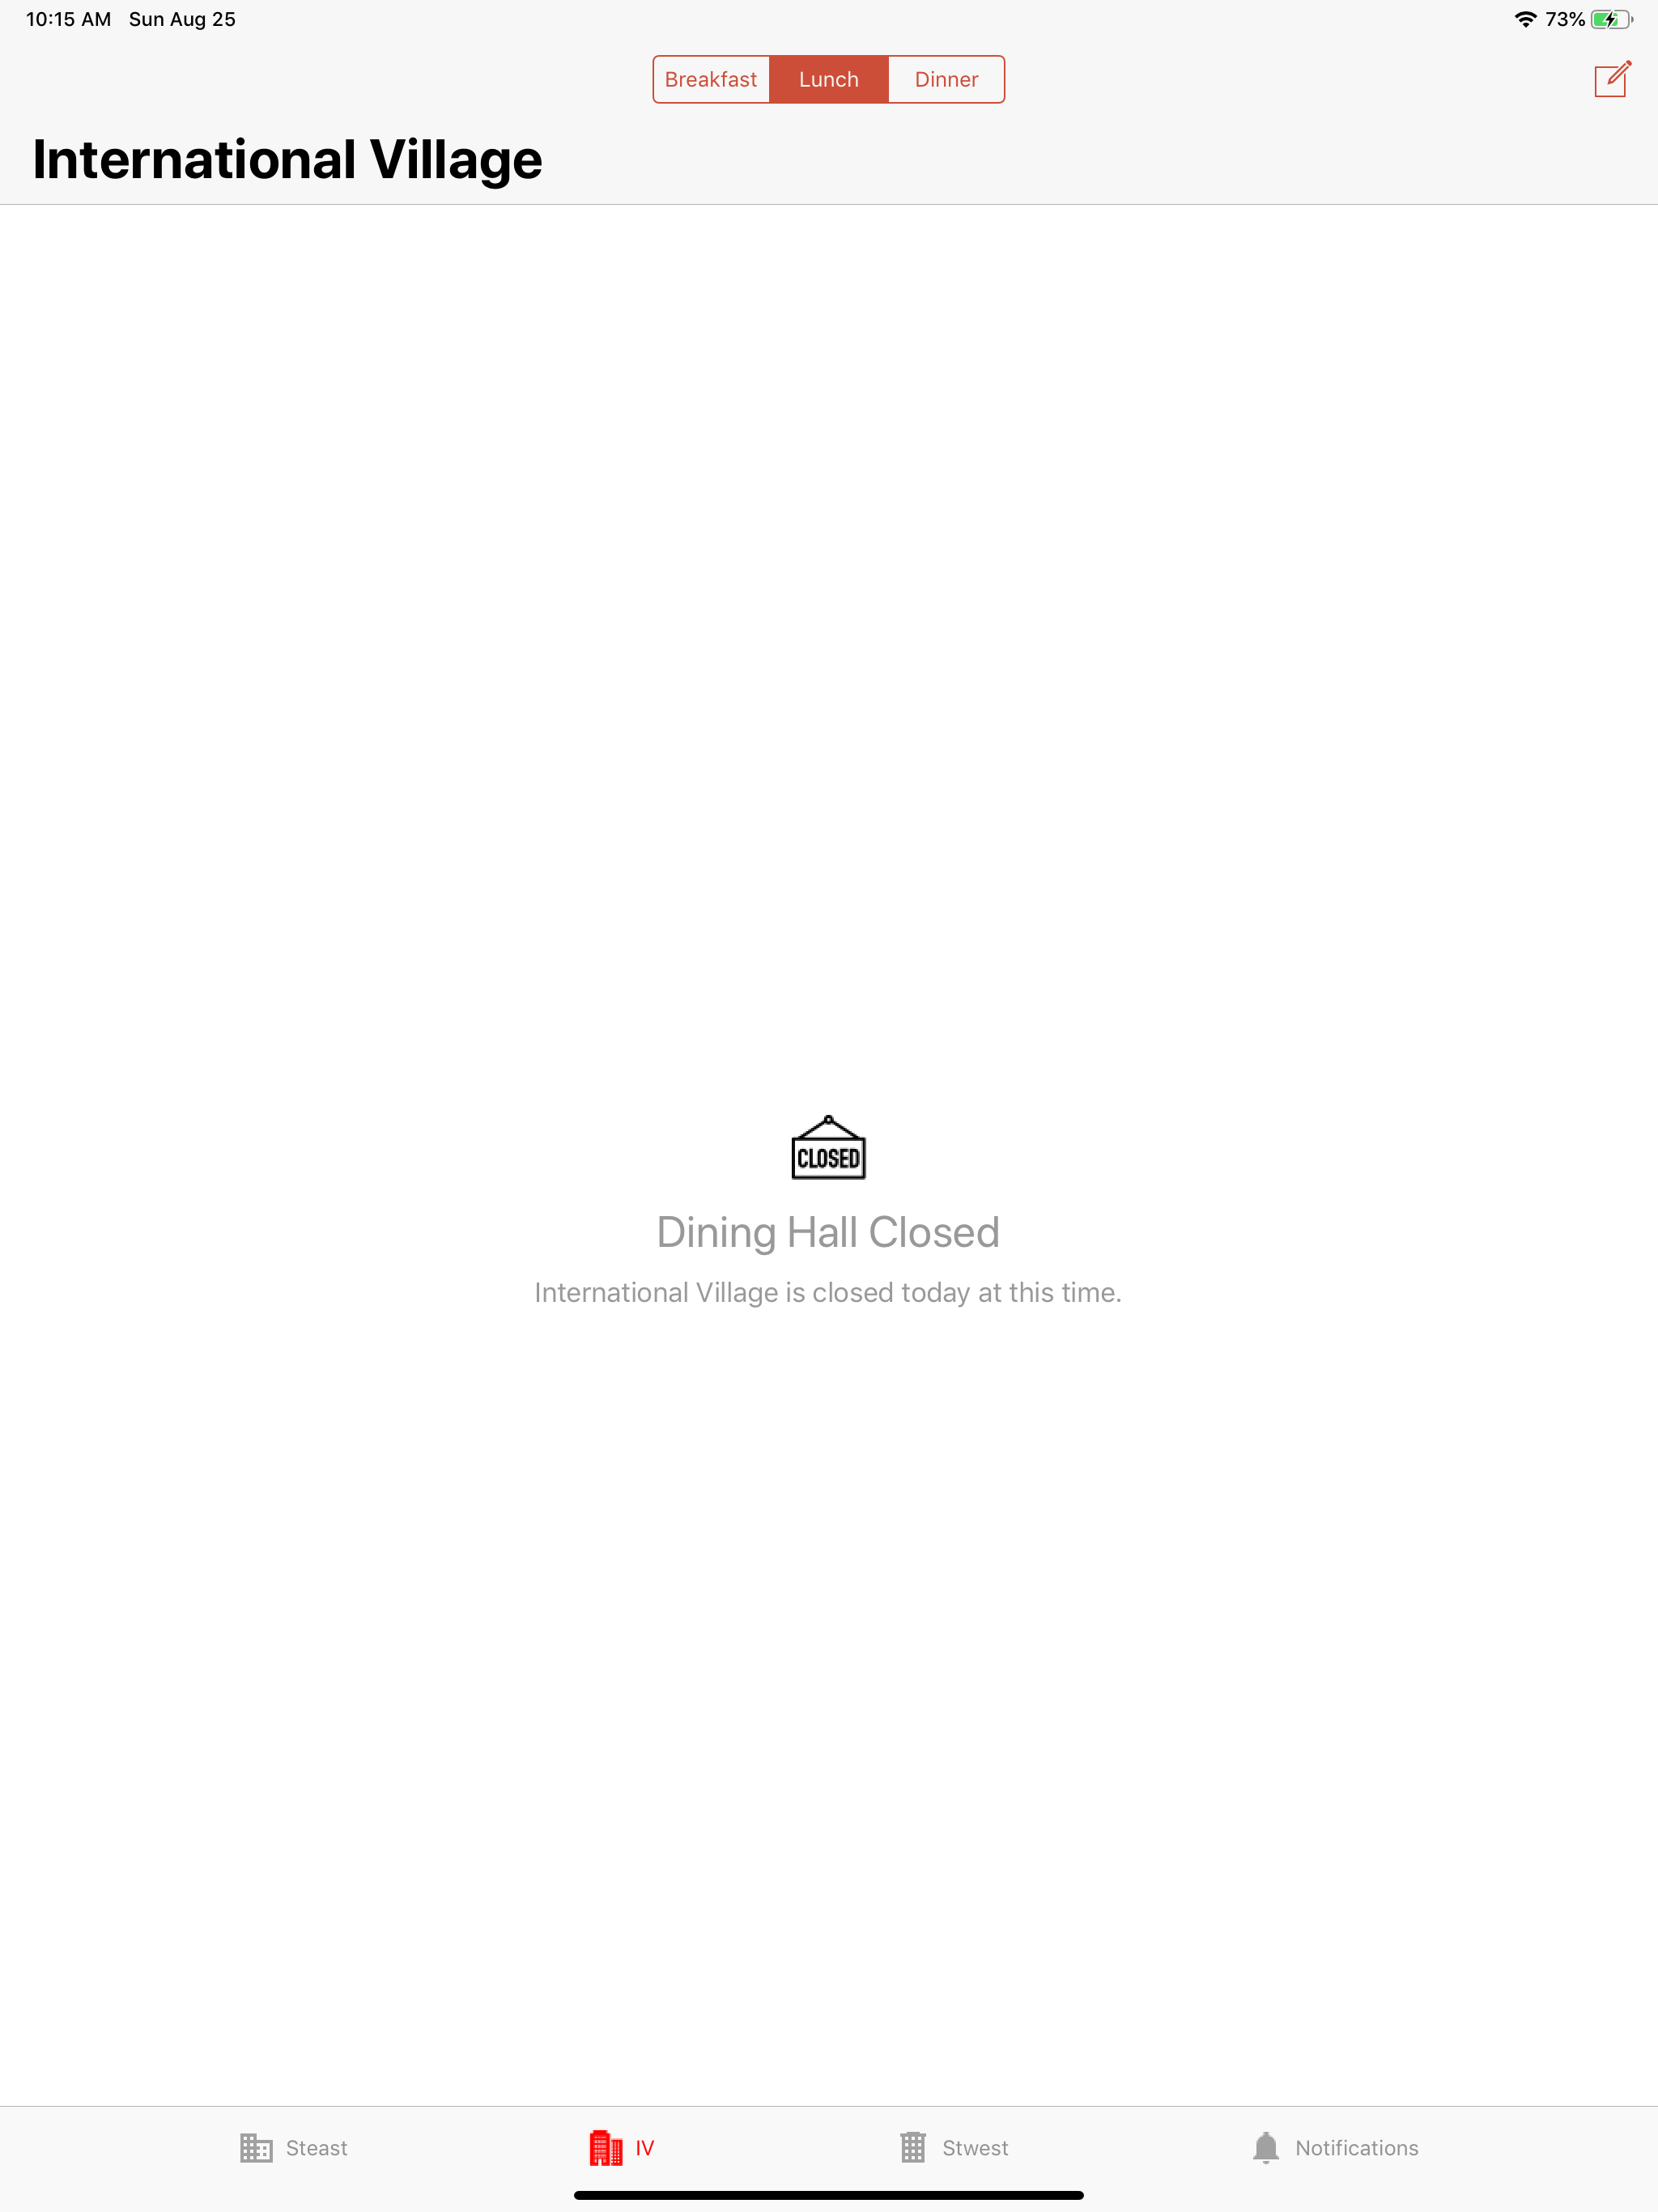 10:15 AM Sun Aug 25 73%
Breakfast Lunch Dinner
International Village
CLOSED
Dining Hall Closed
International Village is closed today at this time.
Steast IV Stwest Notifications